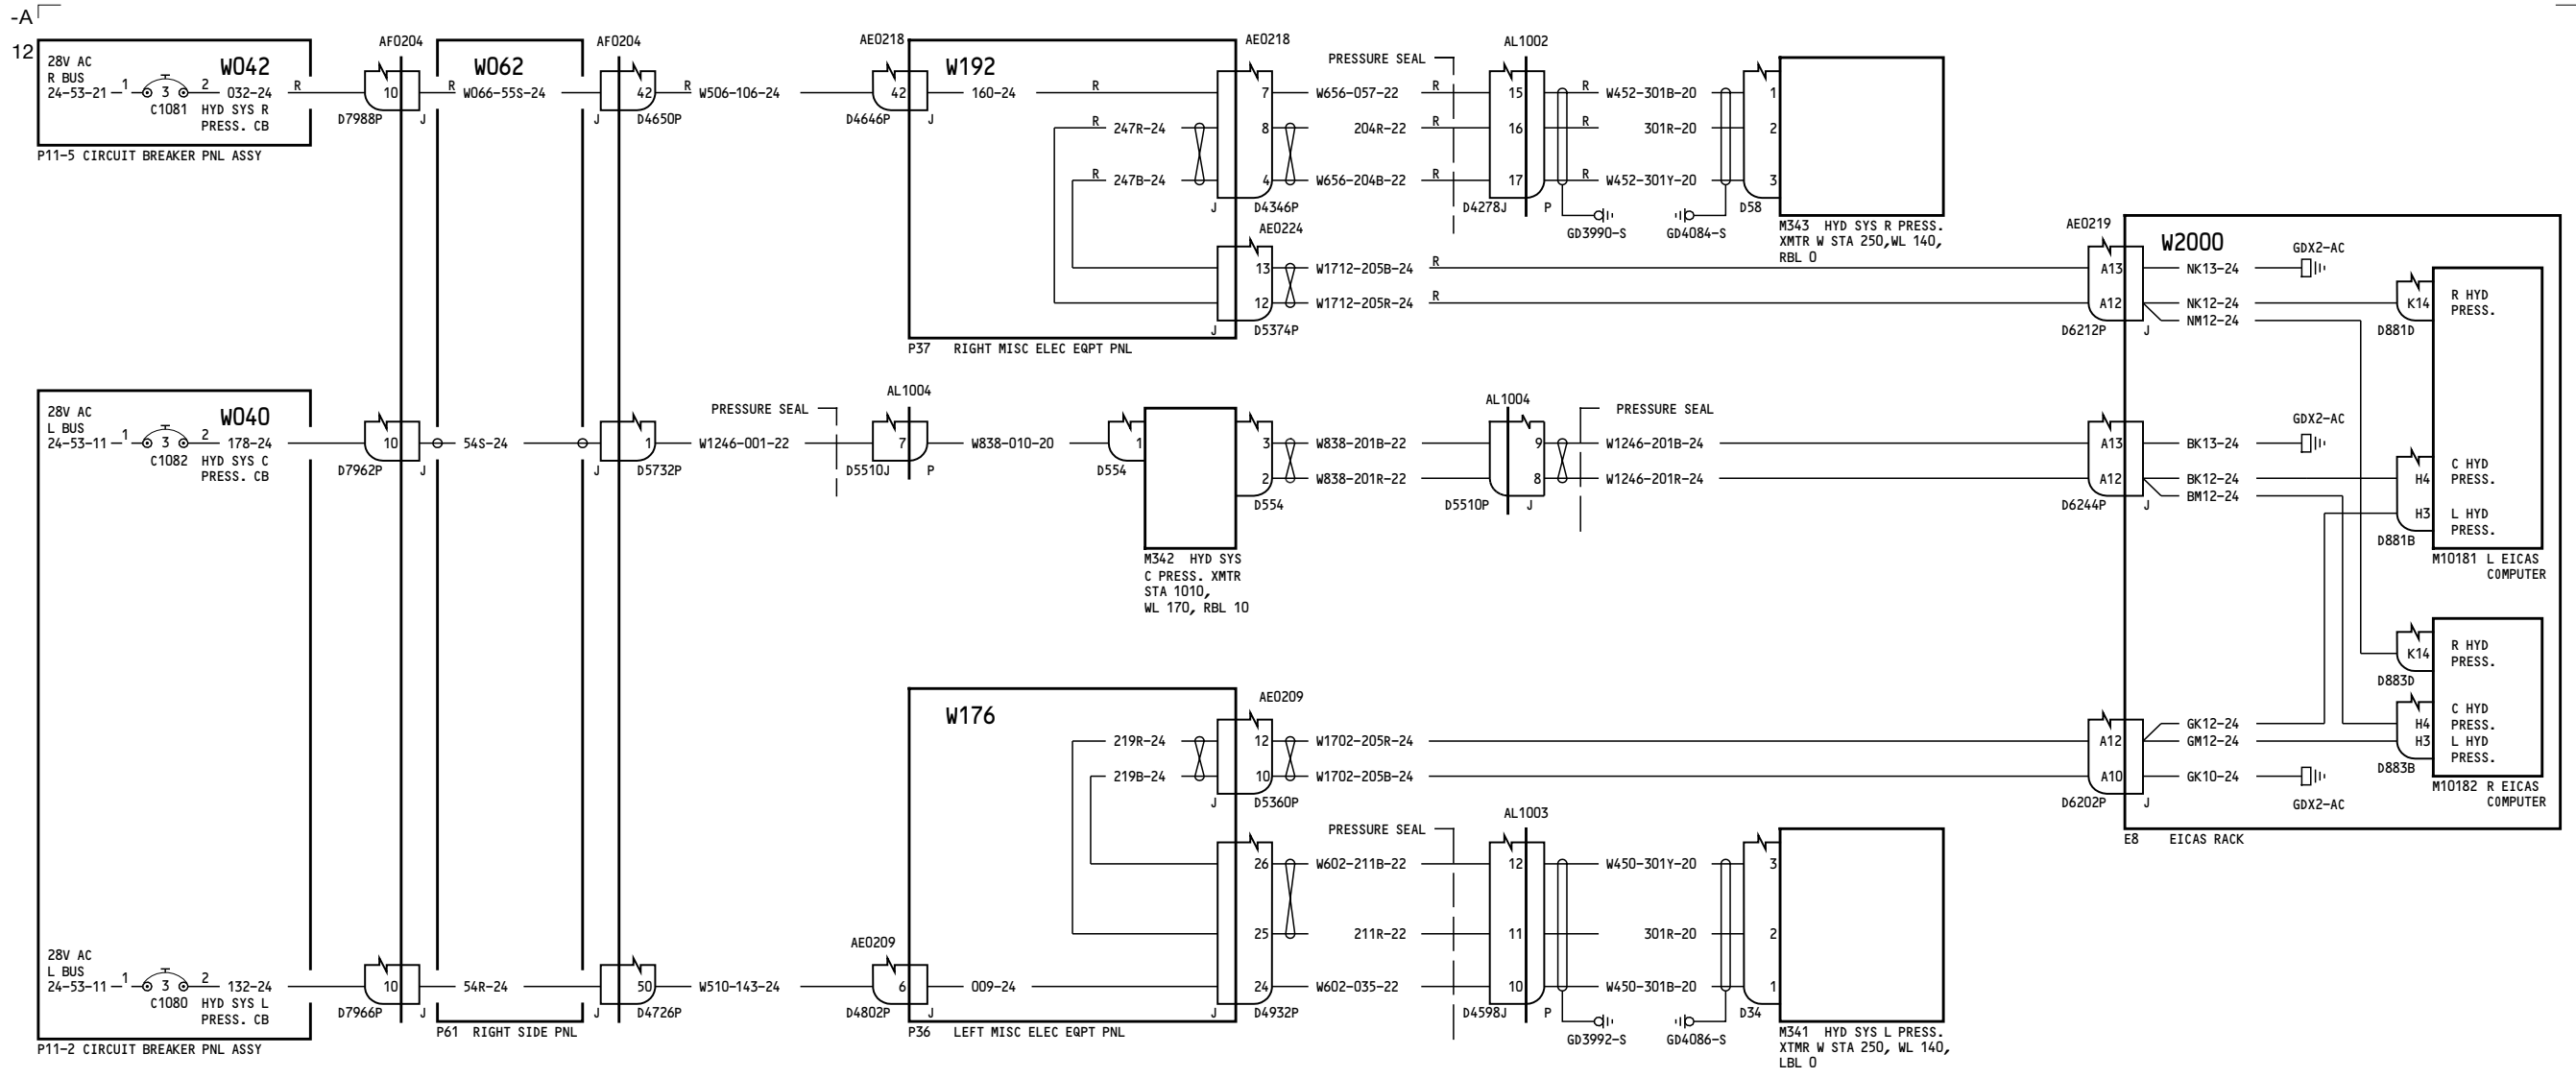 -A
12
28V AC
R BUS
24-53-21
1
3
2
C1081
W042
032-24
HYD SYS R
PRESS. CB
R
P11-5 CIRCUIT BREAKER PNL ASSY
AF0204
10
D7988P
J
W062
R
W066-55S-24
AF0204
42
J
D4650P
R
W506-106-24
AE0218
42
D4646P
J
W192
160-24
R
R
247R-24
R
247B-24
AE0218
7
8
4
J
D4346P
AE0224
13
12
J
D5374P
P37 RIGHT MISC ELEC EQPT PNL
PRESSURE SEAL
W656-057-22
R
204R-22
R
W656-204B-22
R
W1712-205B-24
R
W1712-205R-24
R
AL1002
15
16
17
D4278J
P
R
W452-301B-20
R
301R-20
R
W452-301Y-20
GD3990-S
GD4084-S
1
2
3
D58
M343 HYD SYS R PRESS.
XMTR W STA 250,WL 140,
RBL 0
AE0219
A13
A12
D6212P
J
W2000
NK13-24
GDX2-AC
NK12-24
NM12-24
K14
D881D
R HYD
PRESS.
28V AC
L BUS
24-53-11
1
3
2
C1082
W040
178-24
HYD SYS C
PRESS. CB
10
D7962P
J
54S-24
1
J
D5732P
W1246-001-22
PRESSURE SEAL
AL1004
7
D5510J
P
W838-010-20
1
D554
3
2
D554
M342 HYD SYS
C PRESS. XMTR
STA 1010,
WL 170, RBL 10
W838-201B-22
W838-201R-22
AL1004
9
8
D5510P
J
PRESSURE SEAL
W1246-201B-24
W1246-201R-24
A13
A12
D6244P
J
BK13-24
GDX2-AC
BK12-24
BM12-24
H4
H3
D881B
C HYD
PRESS.
L HYD
PRESS.
M10181 L EICAS
COMPUTER
K14
D883D
R HYD
PRESS.
H4
H3
D883B
C HYD
PRESS.
L HYD
PRESS.
M10182 R EICAS
COMPUTER
W176
219R-24
219B-24
AE0209
12
10
J
D5360P
W1702-205R-24
W1702-205B-24
A12
A10
D6202P
J
GK12-24
GM12-24
GK10-24
GDX2-AC
E8 EICAS RACK
28V AC
L BUS
24-53-11
1
3
2
C1080
132-24
HYD SYS L
PRESS. CB
P11-2 CIRCUIT BREAKER PNL ASSY
10
D7966P
J
54R-24
P61 RIGHT SIDE PNL
50
J
D4726P
W510-143-24
AE0209
6
D4802P
J
009-24
P36 LEFT MISC ELEC EQPT PNL
26
25
24
J
D4932P
PRESSURE SEAL
W602-211B-22
211R-22
W602-035-22
AL1003
12
11
10
D4598J
P
W450-301Y-20
301R-20
W450-301B-20
GD3992-S
GD4086-S
3
2
1
D34
M341 HYD SYS L PRESS.
XTMR W STA 250, WL 140,
LBL 0